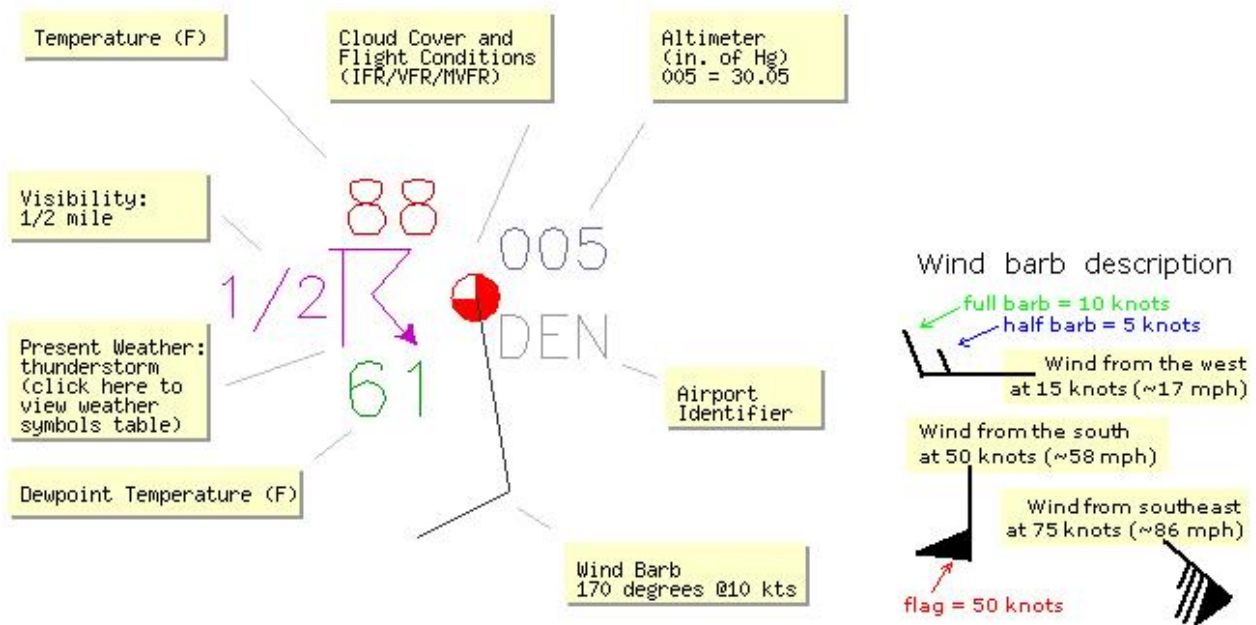 Temperature (F)
Cloud Cover and
Flight Conditions
(IFR/VFR/MVFR)
Altimeter
(in. of Hg)
005 = 30.05
Visibility:
1/2 mile
88
005
1/2
DEN
61
Present Weather:
thunderstorm
(click here to
view weather
symbols table)
Airport
Identifier
Dewpoint Temperature (F)
Wind Barb
170 degrees @10 kts
Wind barb description
full barb = 10 knots
half barb = 5 knots
Wind from the west
at 15 knots (~17 mph)
Wind from the south
at 50 knots (~58 mph)
Wind from southeast
at 75 knots (~86 mph)
flag = 50 knots